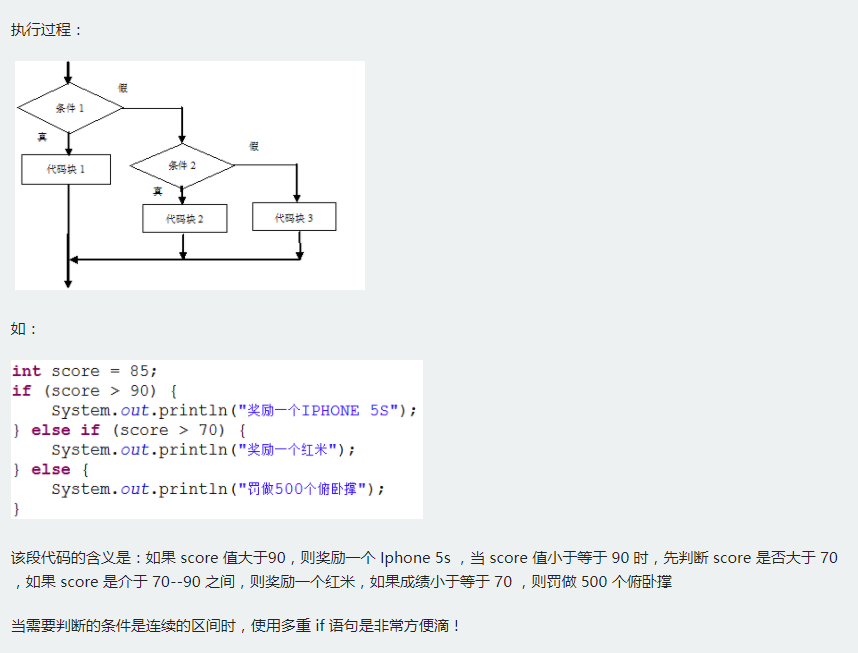 执行过程：
假
条件 1
真
假
代码块 1
条件 2
真
代码块 2
代码块 3
如：
int score = 85;
if (score > 90) {
    System.out.println("奖励一个IPHONE 5S");
} else if (score > 70) {
    System.out.println("奖励一个红米");
} else {
    System.out.println("罚做500个俯卧撑");
}
该段代码的含义是：如果 score 值大于90，则奖励一个 Iphone 5s ，当 score 值小于等于 90 时，先判断 score 是否大于 70
，如果 score 是介于 70--90 之间，则奖励一个红米，如果成绩小于等于 70 ，则罚做 500 个俯卧撑
当需要判断的条件是连续的区间时，使用多重 if 语句是非常方便滴！